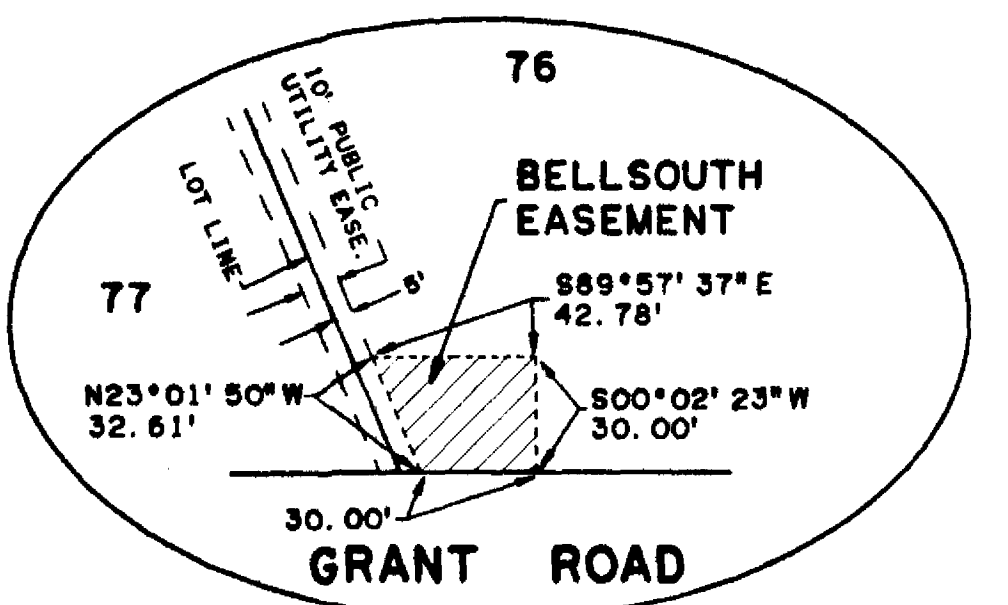 76
10' PUBLIC
UTILITY EASE.
LOT LINE
BELLSOUTH
EASEMENT
77
5'
S89°57' 37" E
42.78'
N23°01' 50" W
32.61'
S00°02' 23" W
30.00'
30.00'
GRANT ROAD